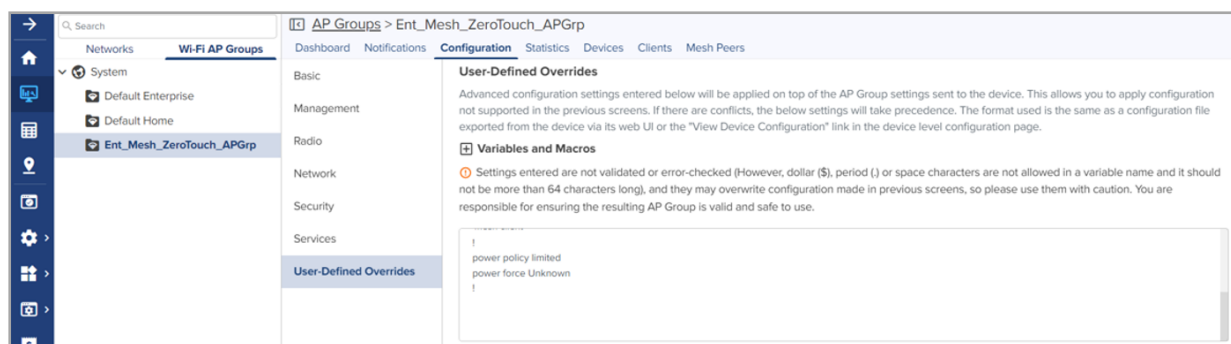 Search
Networks
Wi-Fi AP Groups
System
Default Enterprise
Default Home
Ent_Mesh_ZeroTouch_APGrp
AP Groups > Ent_Mesh_ZeroTouch_APGrp
Dashboard Notifications Configuration Statistics Devices Clients Mesh Peers
Basic
Management
Radio
Network
Security
Services
User-Defined Overrides
User-Defined Overrides
Advanced configuration settings entered below will be applied on top of the AP Group settings sent to the device. This allows you to apply configuration
not supported in the previous screens. If there are conflicts, the below settings will take precedence. The format used is the same as a configuration file
exported from the device via its web UI or the "View Device Configuration" link in the device level configuration page.
Variables and Macros
Settings entered are not validated or error-checked (However, dollar ($), period (.) or space characters are not allowed in a variable name and it should
not be more than 64 characters long), and they may overwrite configuration made in previous screens, so please use them with caution. You are
responsible for ensuring the resulting AP Group is valid and safe to use.
!
power policy limited
power force Unknown
!